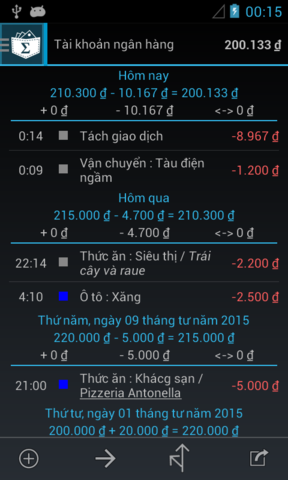 00:15
Tài khoản ngân hàng 200.133 ₫
Hôm nay
210.300 ₫ - 10.167 ₫ = 200.133 ₫
+ 0 ₫ - 10.167 ₫ <-> 0 ₫
0:14 Tách giao dịch -8.967 ₫
0:09 Vận chuyển : Tàu điện -1.200 ₫
ngầm
Hôm qua
215.000 ₫ - 4.700 ₫ = 210.300 ₫
+ 0 ₫ - 4.700 ₫ <-> 0 ₫
22:14 Thức ăn : Siêu thị / Trái -2.200 ₫
cây và raue
4:10 Ô tô : Xăng -2.500 ₫
Thứ năm, ngày 09 tháng tư năm 2015
220.000 ₫ - 5.000 ₫ = 215.000 ₫
+ 0 ₫ - 5.000 ₫ <-> 0 ₫
21:00 Thức ăn : Khácg sạn / -5.000 ₫
Pizzeria Antonella
Thứ tư, ngày 01 tháng tư năm 2015
200.000 ₫ + 20.000 ₫ = 220.000 ₫